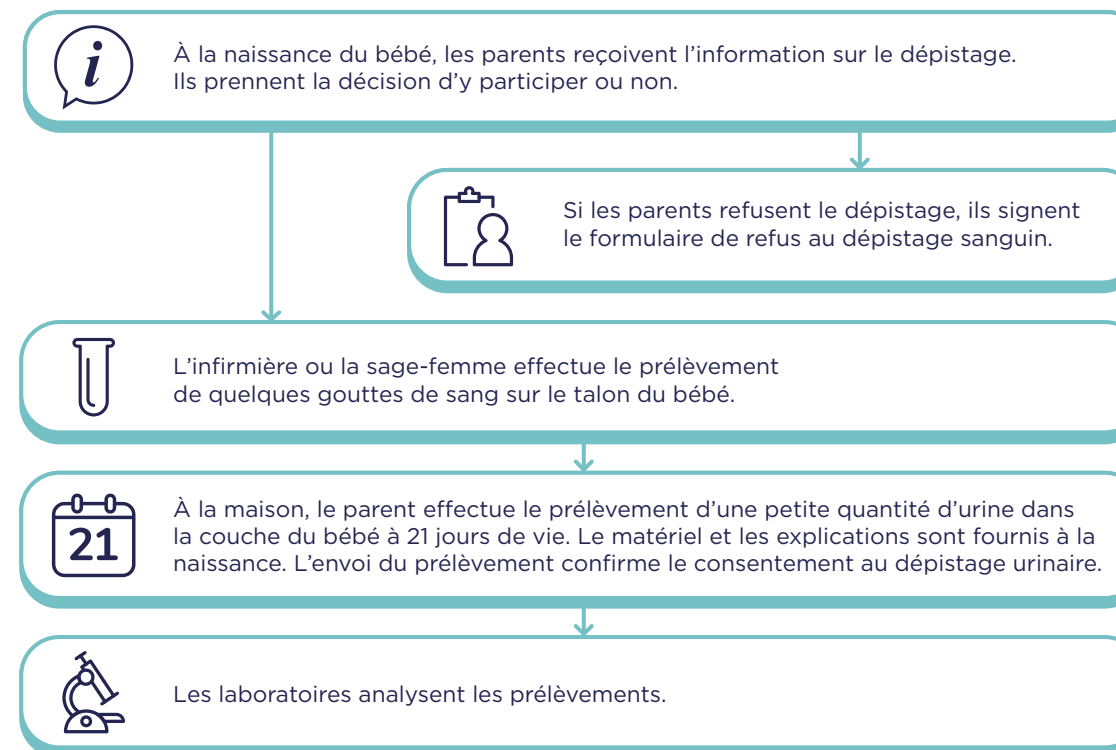 i
À la naissance du bébé, les parents reçoivent l’information sur le dépistage.
Ils prennent la décision d’y participer ou non.
Si les parents refusent le dépistage, ils signent
le formulaire de refus au dépistage sanguin.
L’infirmière ou la sage-femme effectue le prélèvement
de quelques gouttes de sang sur le talon du bébé.
21
À la maison, le parent effectue le prélèvement d’une petite quantité d’urine dans
la couche du bébé à 21 jours de vie. Le matériel et les explications sont fournis à la
naissance. L’envoi du prélèvement confirme le consentement au dépistage urinaire.
Les laboratoires analysent les prélèvements.